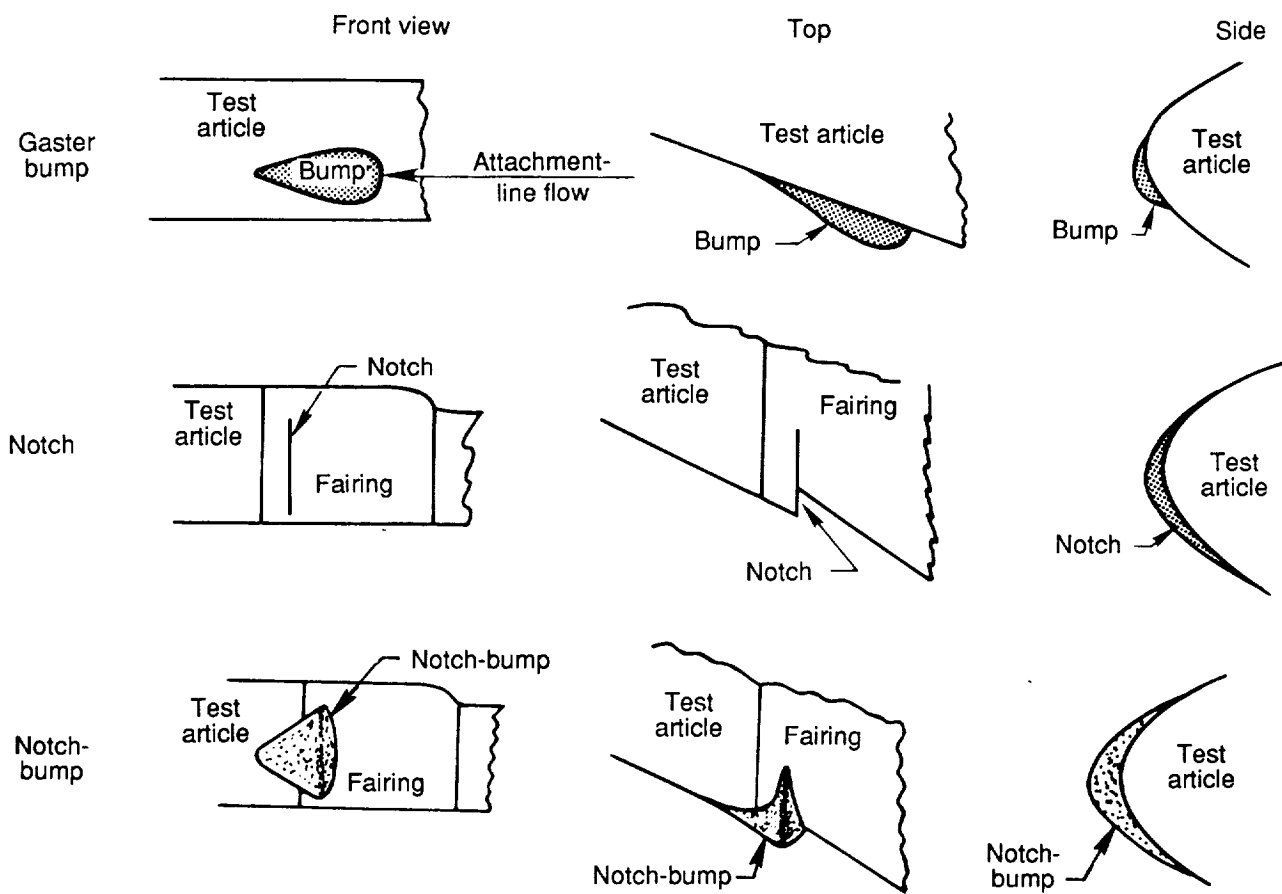 Front view
Top
Side
Gaster
bump
Test
article
Bump
Attachment-
line flow
Test article
Bump
Test
article
Bump
Notch
Notch
Test
article
Fairing
Test
article
Fairing
Notch
Test
article
Notch
Notch-
bump
Notch-bump
Test
article
Fairing
Test
article
Fairing
Notch-bump
Test
article
Notch-
bump